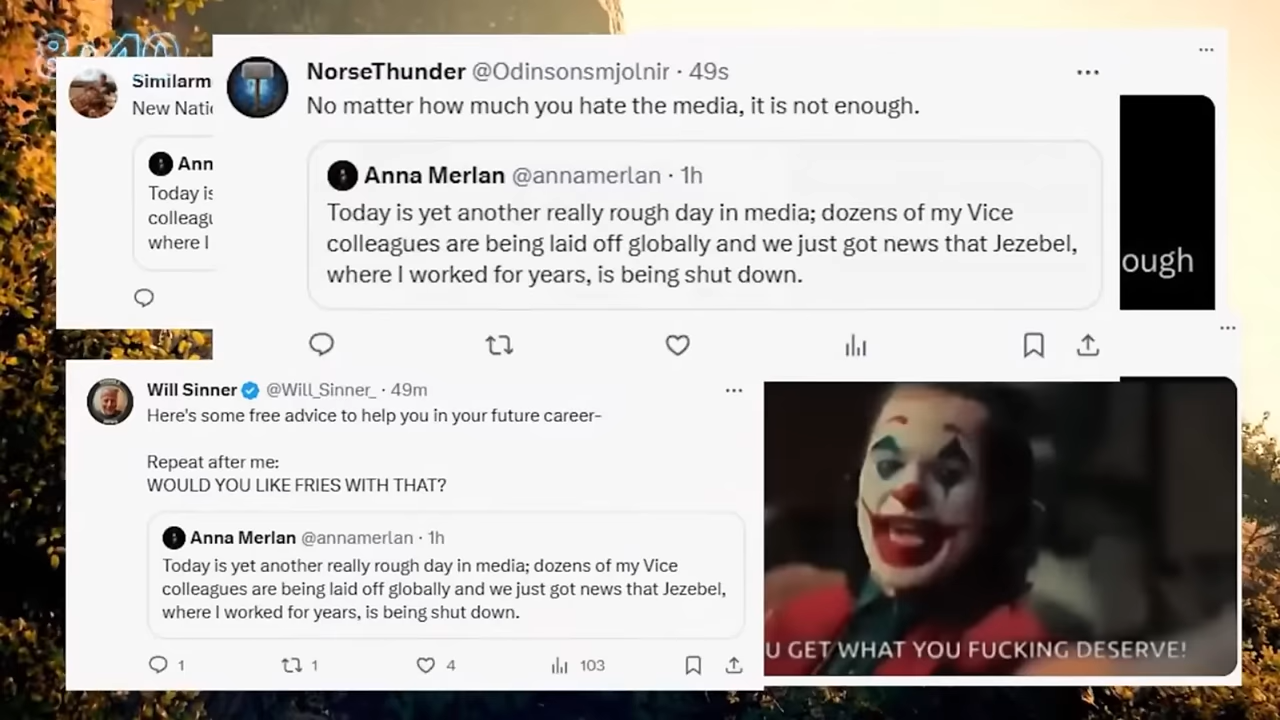 8:40
Similarm
New Nati
Ann
Today is
colleagu
where I
NorseThunder @Odinsonsmjolnir · 49s
No matter how much you hate the media, it is not enough.
Anna Merlan @annamerlan · 1h
Today is yet another really rough day in media; dozens of my Vice
colleagues are being laid off globally and we just got news that Jezebel,
where I worked for years, is being shut down.
ough
Will Sinner @Will_Sinner_ · 49m
Here's some free advice to help you in your future career-
Repeat after me:
WOULD YOU LIKE FRIES WITH THAT?
Anna Merlan @annamerlan · 1h
Today is yet another really rough day in media; dozens of my Vice
colleagues are being laid off globally and we just got news that Jezebel,
where I worked for years, is being shut down.
1
1
4
103
U GET WHAT YOU FUCKING DESERVE!